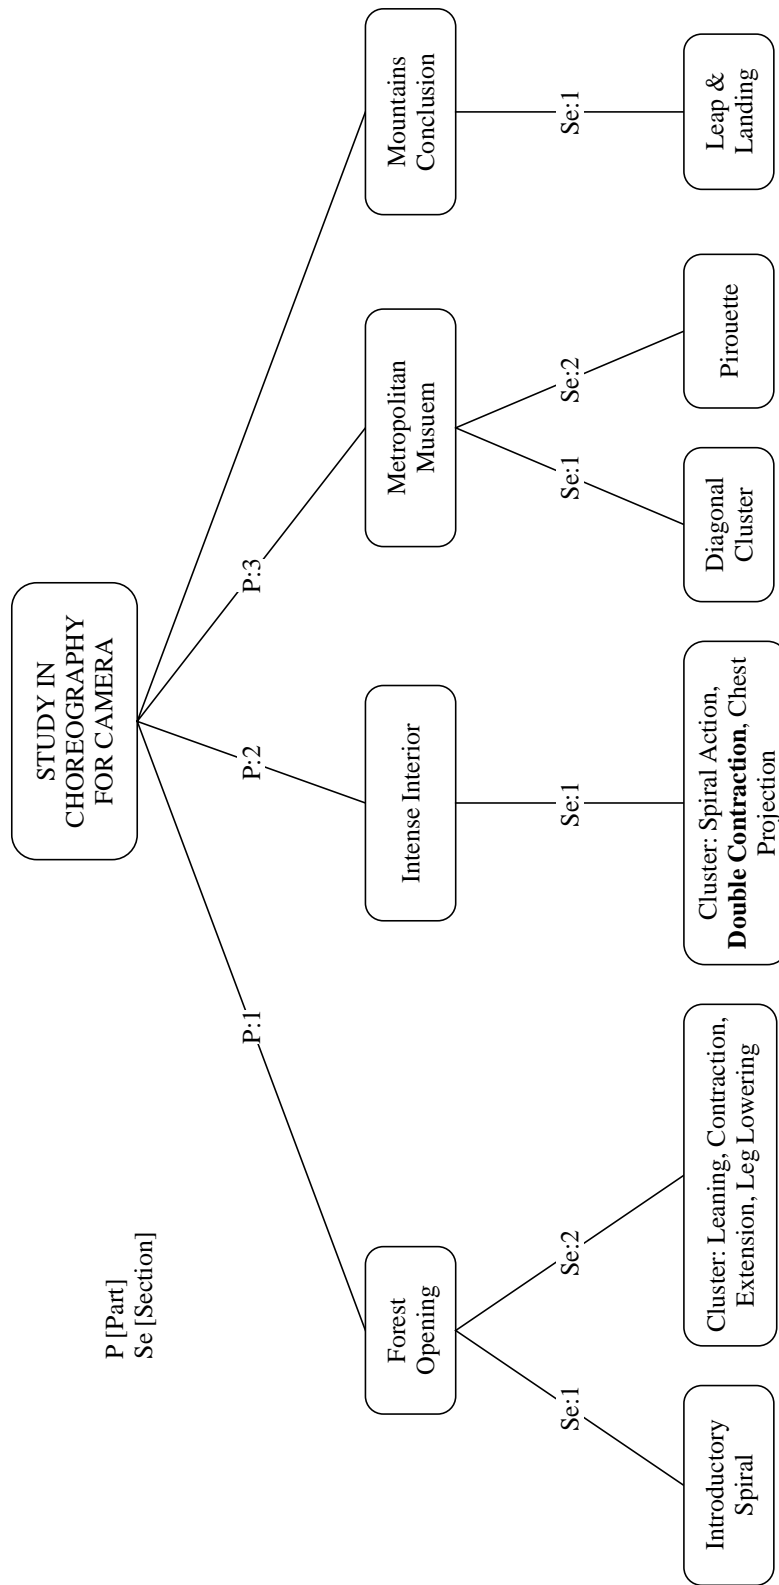 STUDY IN
CHOREOGRAPHY
FOR CAMERA
P [Part]
Se [Section]
P:1
P:2
P:3
Forest
Opening
Intense Interior
Metropolitan
Musuem
Mountains
Conclusion
Se:1
Se:2
Se:1
Se:1
Se:2
Se:1
Introductory
Spiral
Cluster: Leaning, Contraction,
Extension, Leg Lowering
Cluster: Spiral Action,
Double Contraction, Chest
Projection
Diagonal
Cluster
Pirouette
Leap &
Landing